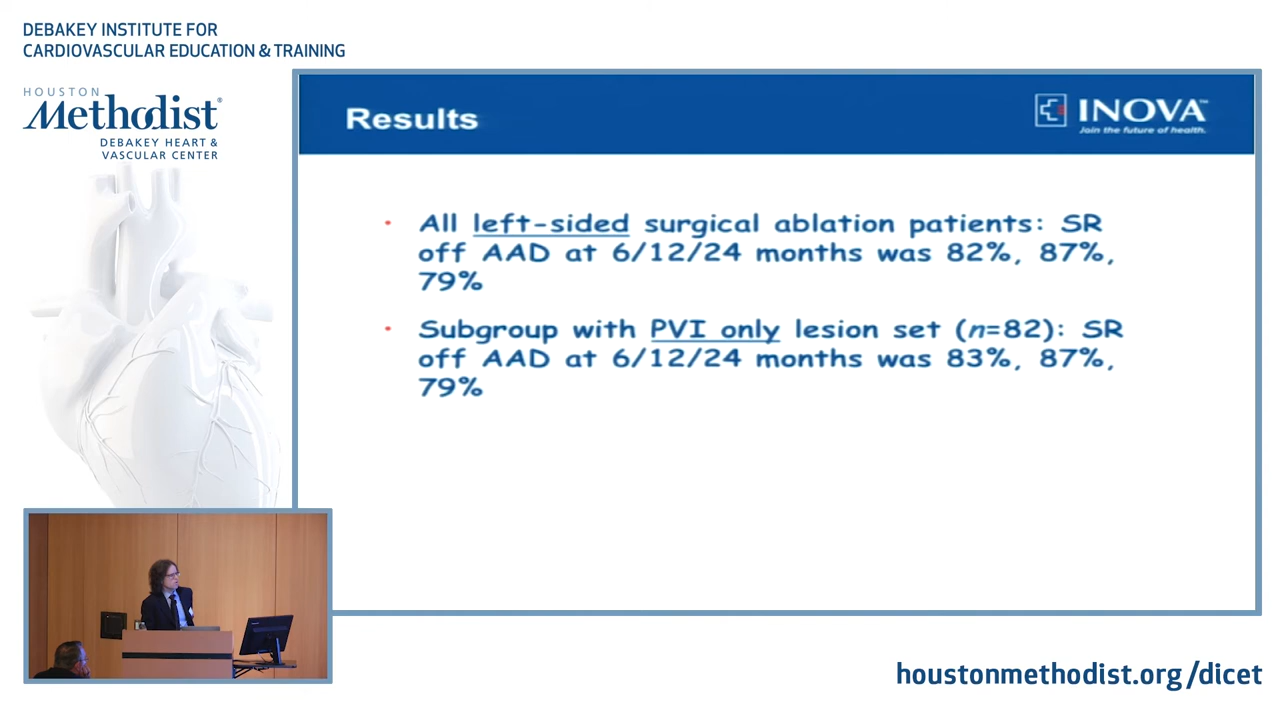 DEBAKEY INSTITUTE FOR
CARDIOVASCULAR EDUCATION & TRAINING
HOUSTON
Methodist®
DEBAKEY HEART &
VASCULAR CENTER
Results
INOVA™
Join the future of health.
• All left-sided surgical ablation patients: SR
off AAD at 6/12/24 months was 82%, 87%,
79%
• Subgroup with PVI only lesion set (n=82): SR
off AAD at 6/12/24 months was 83%, 87%,
79%
houstonmethodist.org/dicet